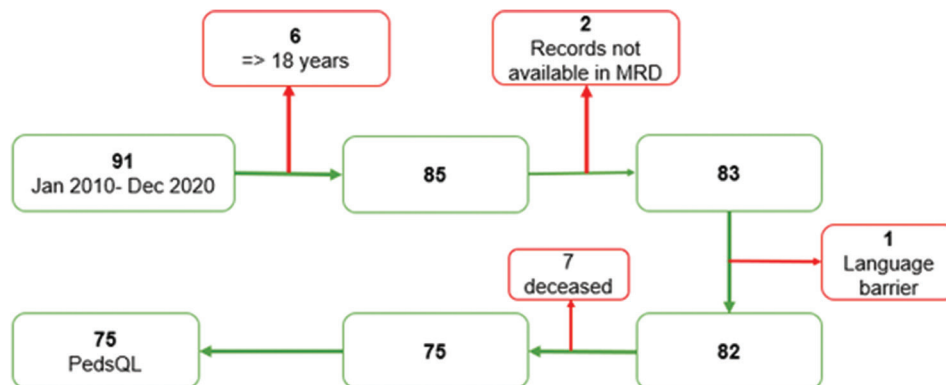 6
=> 18 years
2
Records not
available in MRD
91
Jan 2010- Dec 2020
85
83
1
Language
barrier
7
deceased
75
PedsQL
75
82